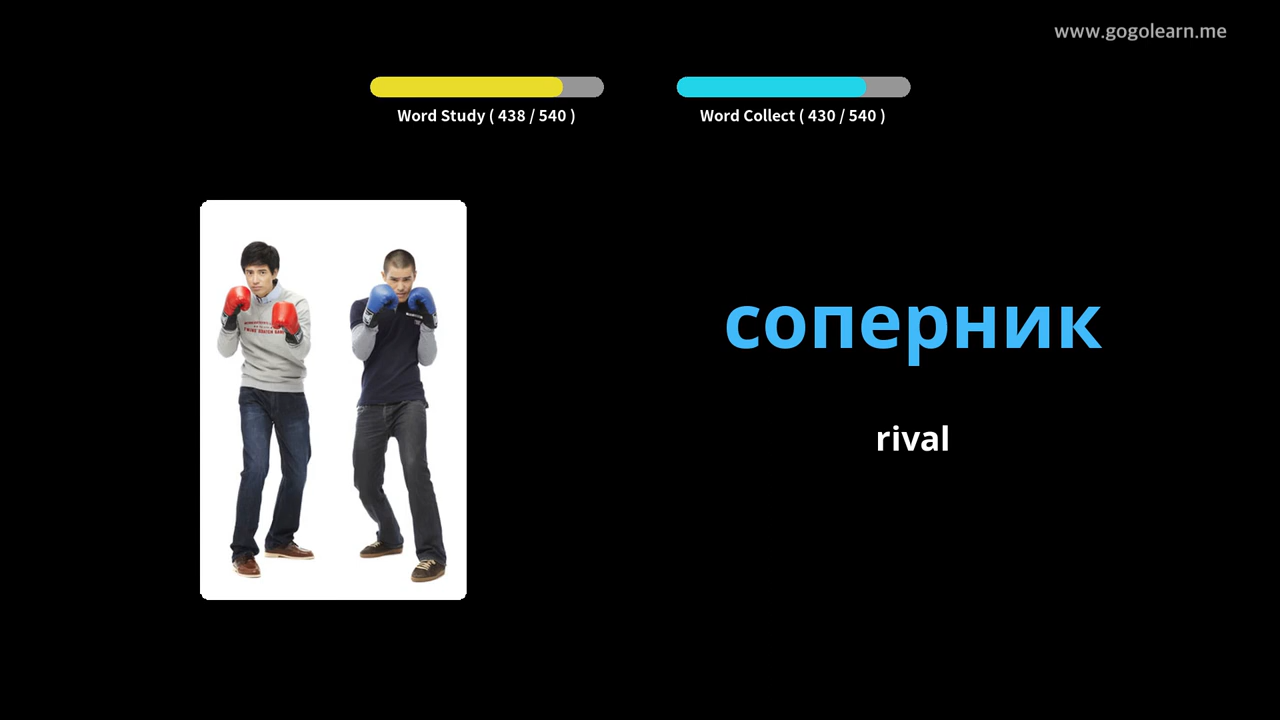 www.gogolearn.me
Word Study ( 438 / 540 )
Word Collect ( 430 / 540 )
соперник
rival